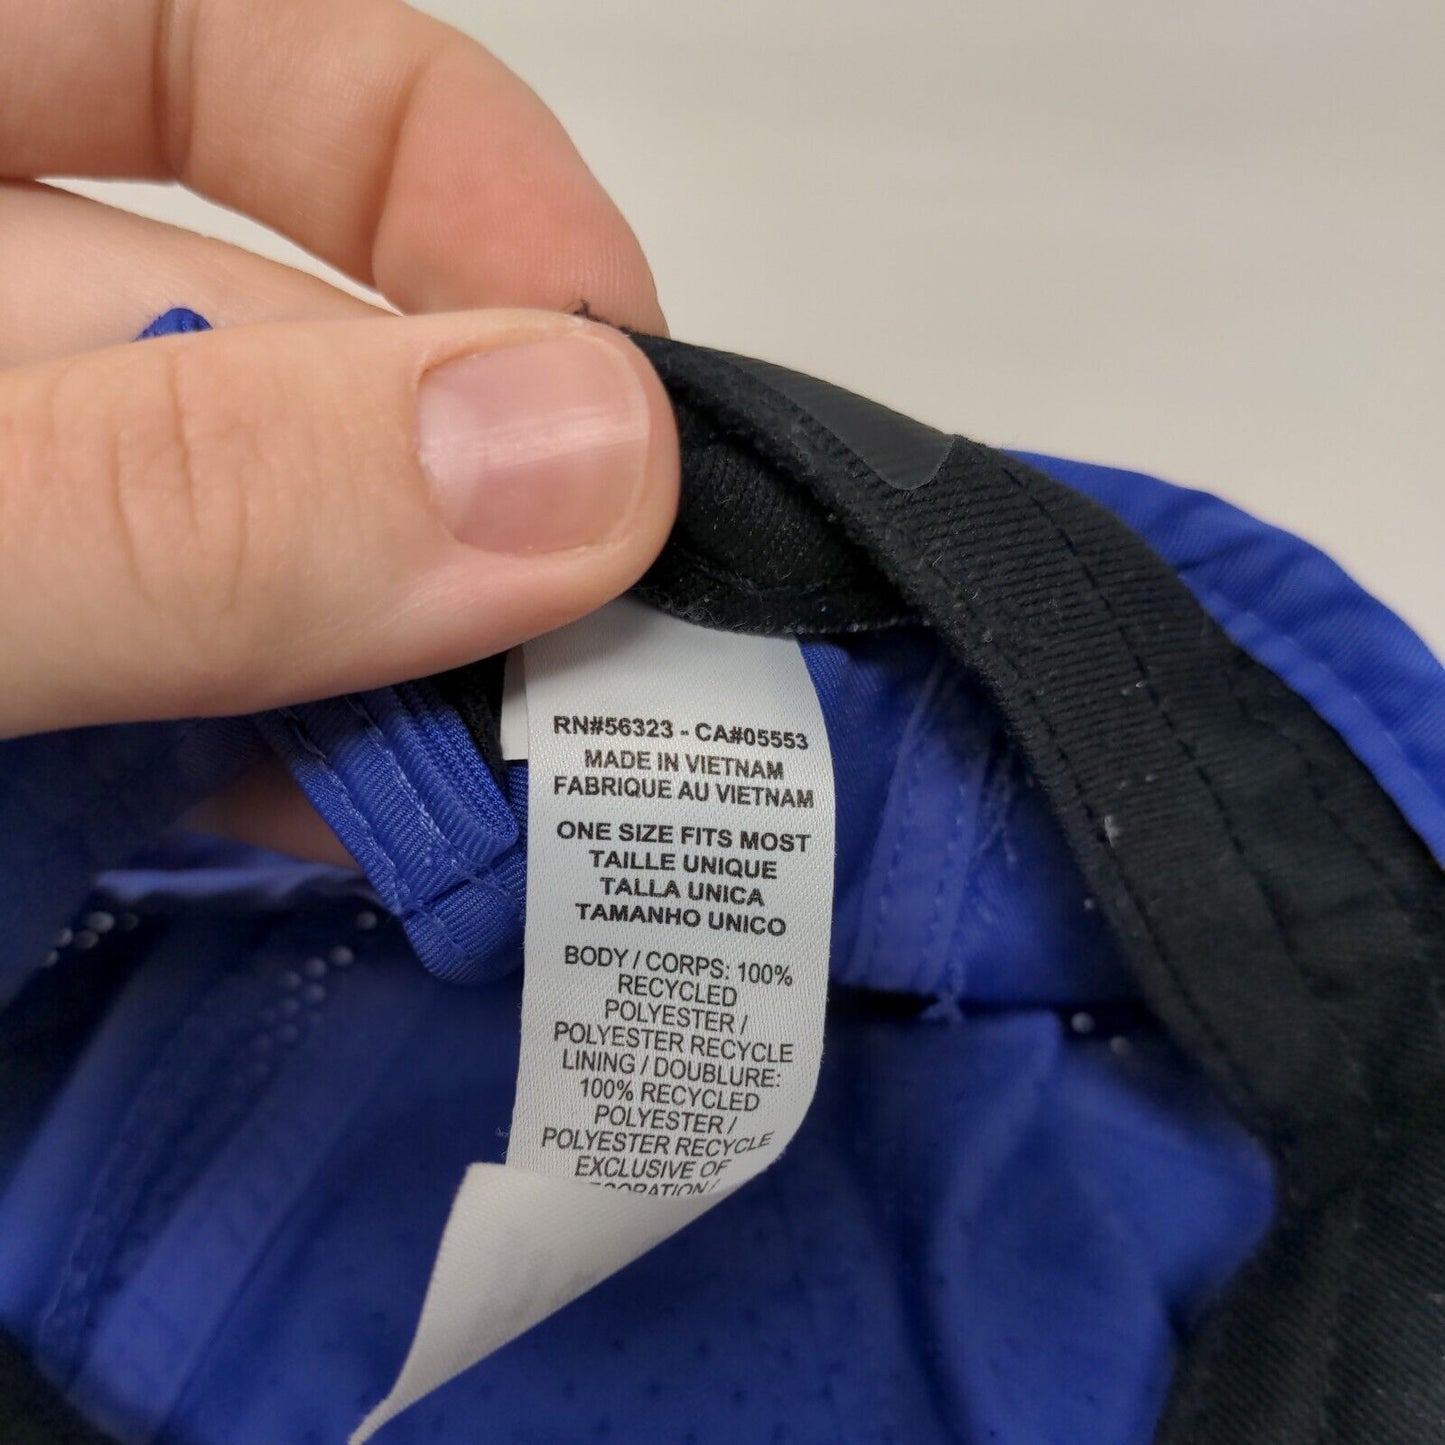 RN#56323 - CA#05553
MADE IN VIETNAM
FABRIQUE AU VIETNAM
ONE SIZE FITS MOST
TAILLE UNIQUE
TALLA UNICA
TAMANHO UNICO
BODY / CORPS: 100%
RECYCLED
POLYESTER /
POLYESTER RECYCLE
LINING / DOUBLURE:
100% RECYCLED
POLYESTER /
POLYESTER RECYCLE
EXCLUSIVE OF